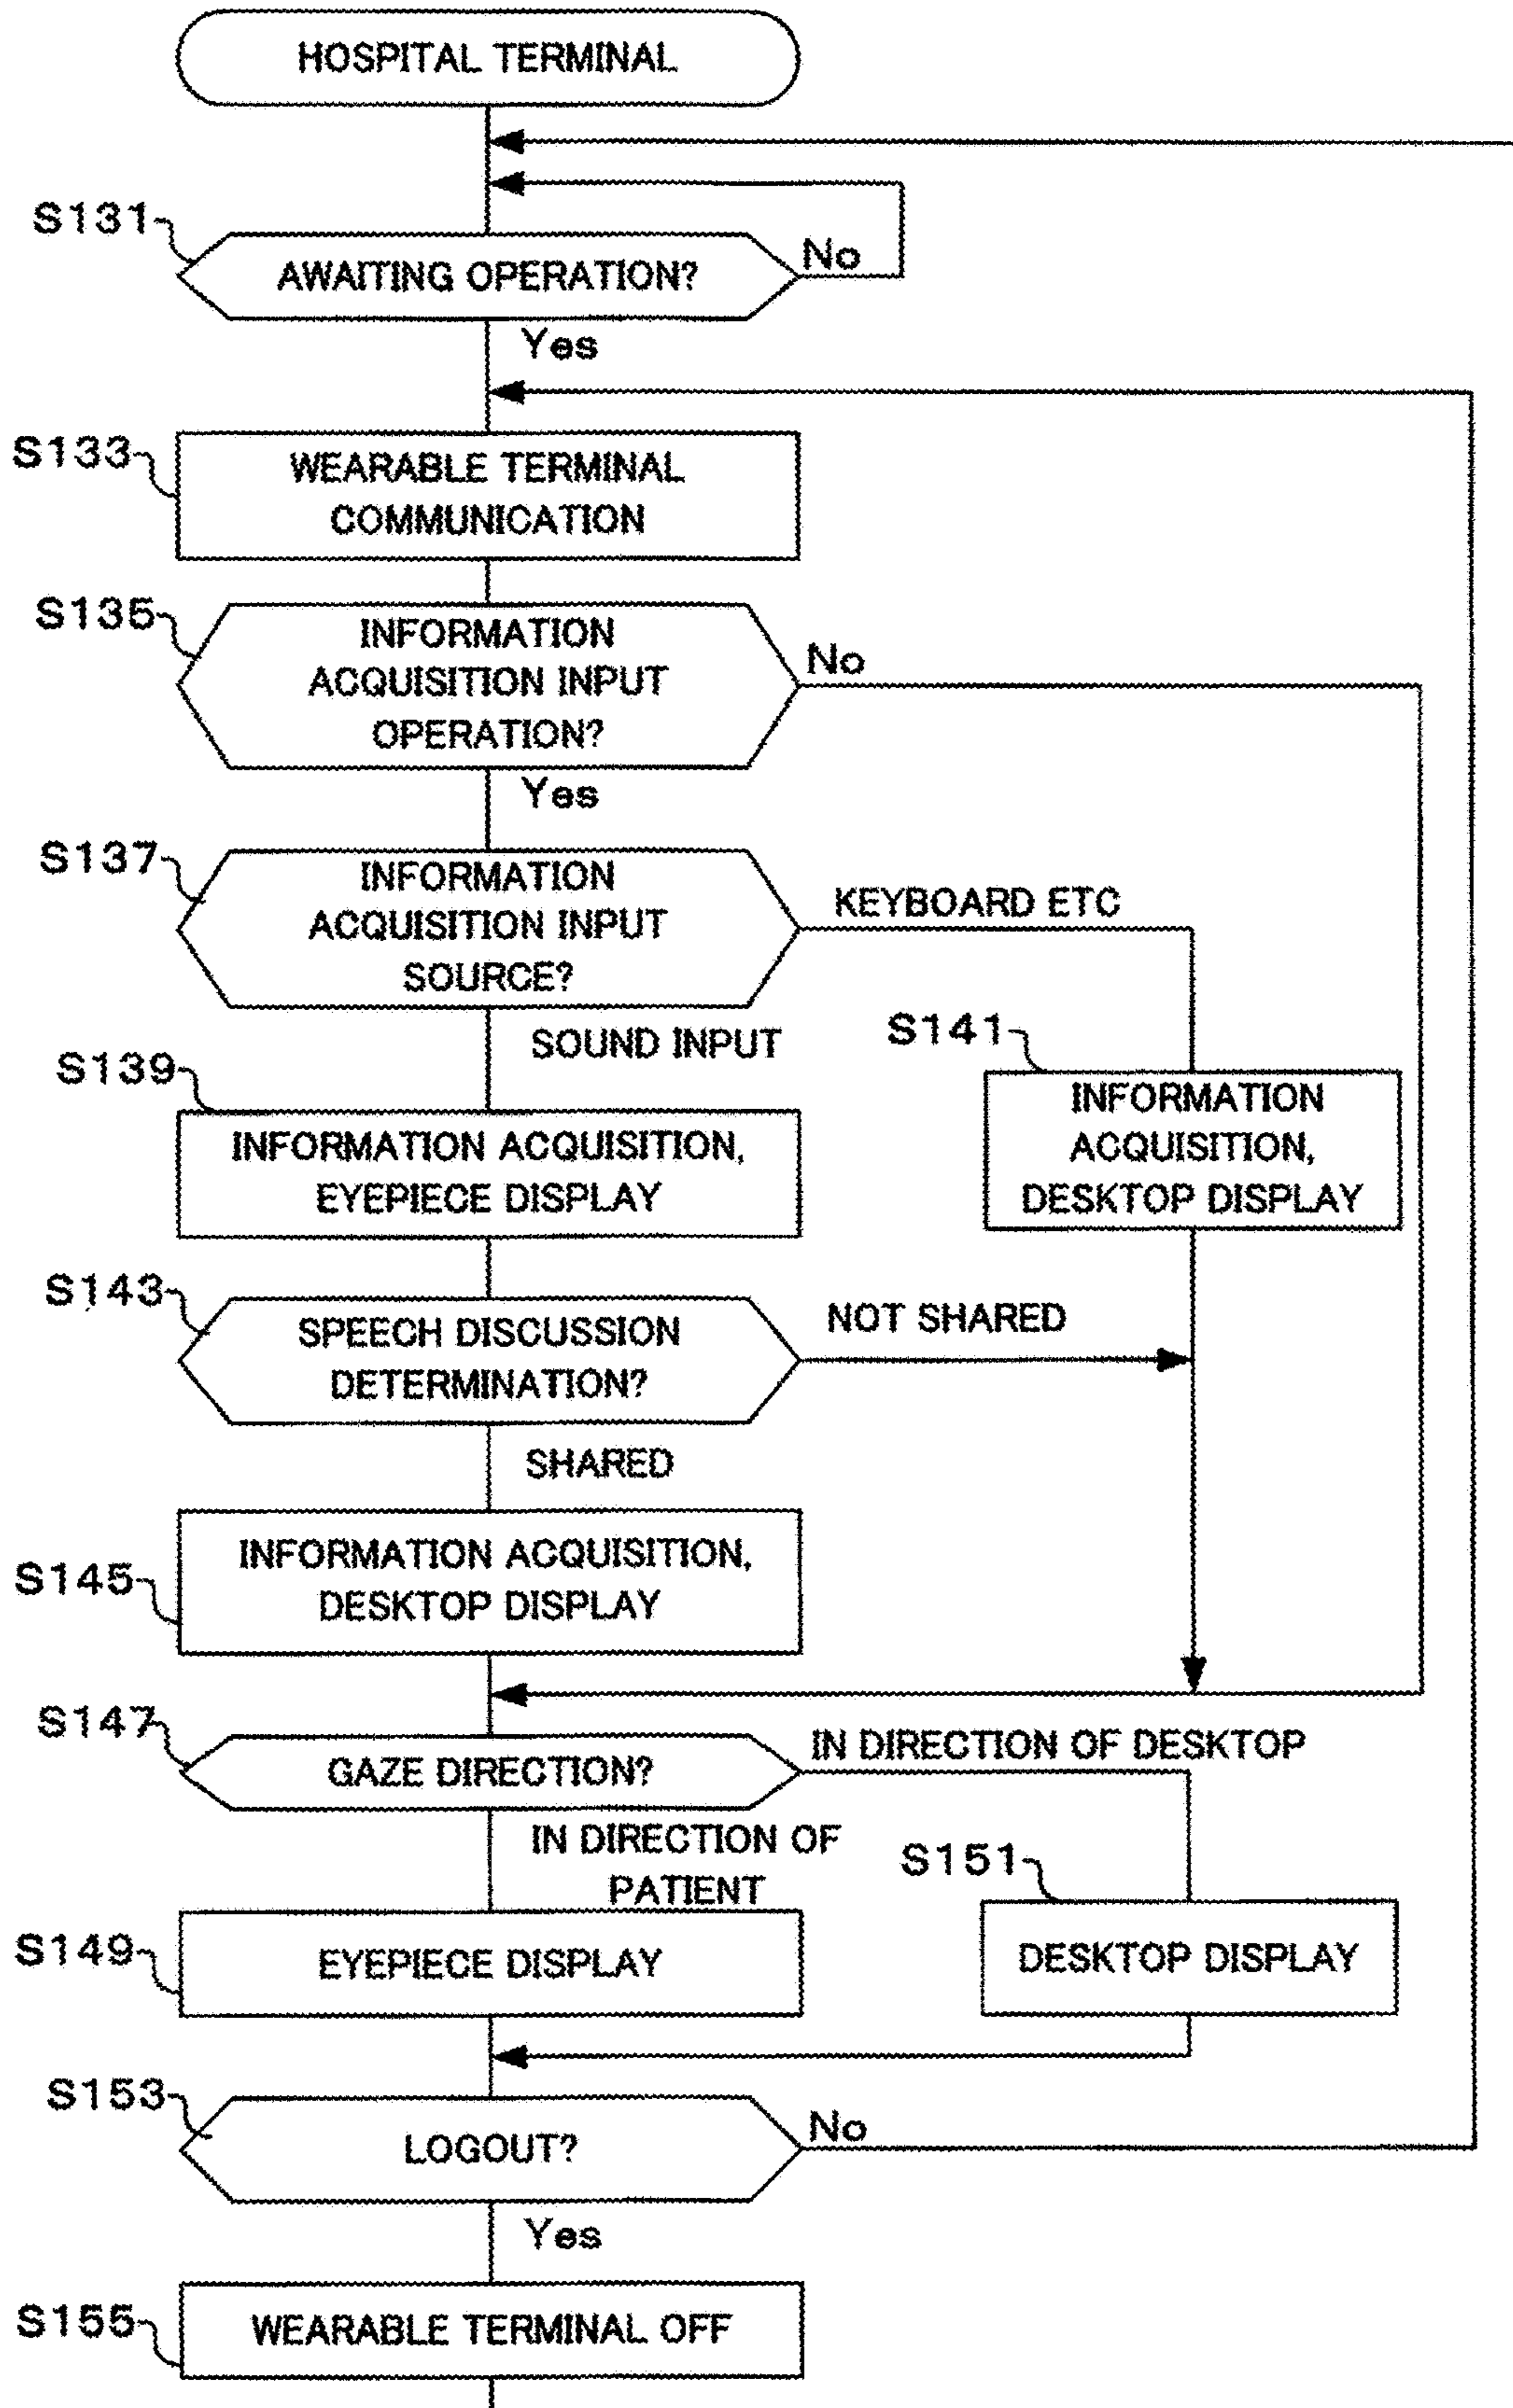 HOSPITAL TERMINAL
S131
AWAITING OPERATION?
No
Yes
S133
WEARABLE TERMINAL
COMMUNICATION
S135
INFORMATION
ACQUISITION INPUT
OPERATION?
No
Yes
S137
INFORMATION
ACQUISITION INPUT
SOURCE?
KEYBOARD ETC
SOUND INPUT
S139
INFORMATION ACQUISITION,
EYEPIECE DISPLAY
S141
INFORMATION
ACQUISITION,
DESKTOP DISPLAY
S143
SPEECH DISCUSSION
DETERMINATION?
NOT SHARED
SHARED
S145
INFORMATION ACQUISITION,
DESKTOP DISPLAY
S147
GAZE DIRECTION?
IN DIRECTION OF DESKTOP
IN DIRECTION OF
PATIENT
S149
EYEPIECE DISPLAY
S151
DESKTOP DISPLAY
S153
LOGOUT?
No
Yes
S155
WEARABLE TERMINAL OFF